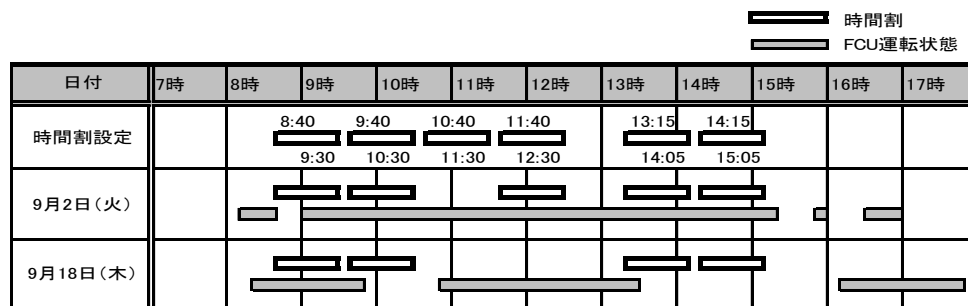 時間割
FCU運転状態
日付 7時 8時 9時 10時 11時 12時 13時 14時 15時 16時 17時
8:40 9:40 10:40 11:40 13:15 14:15
時間割設定
9:30 10:30 11:30 12:30 14:05 15:05
9月2日(火)
9月18日(木)